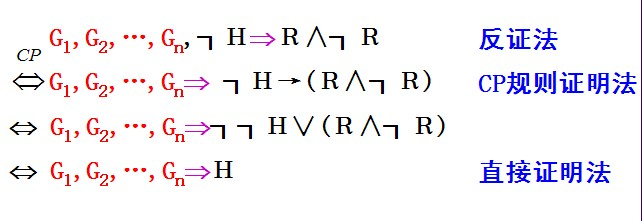 G₁,G₂,…,Gₙ,┐ H⇒R∧┐ R 反证法
CP
⇔G₁,G₂,…,Gₙ⇒ ┐ H→(R∧┐ R) CP规则证明法
⇔ G₁,G₂,…,Gₙ⇒┐┐ H∨(R∧┐ R)
⇔ G₁,G₂,…,Gₙ⇒H 直接证明法